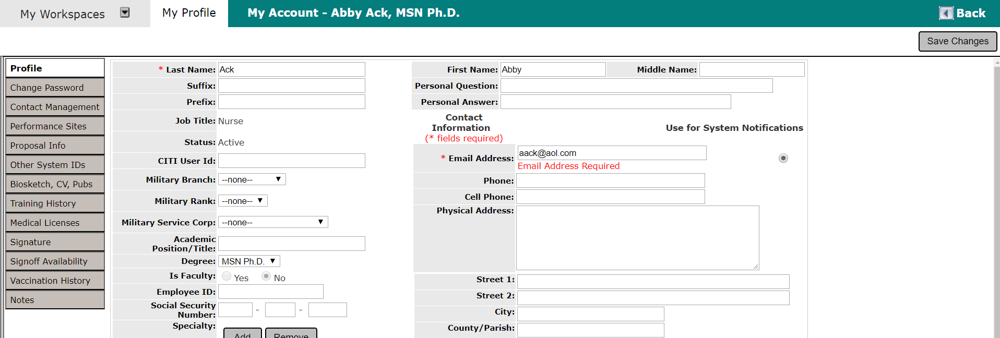 My Workspaces My Profile My Account - Abby Ack, MSN Ph.D. Back
Save Changes
Profile
Change Password
Contact Management
Performance Sites
Proposal Info
Other System IDs
Biosketch, CV, Pubs
Training History
Medical Licenses
Signature
Signoff Availability
Vaccination History
Notes
* Last Name: Ack
Suffix:
Prefix:
Job Title: Nurse
Status: Active
CITI User Id:
Military Branch: --none--
Military Rank: --none--
Military Service Corp: --none--
Academic
Position/Title:
Degree: MSN Ph.D.
Is Faculty: Yes No
Employee ID:
Social Security
Number: - -
Specialty:
Add Remove
First Name: Abby Middle Name:
Personal Question:
Personal Answer:
Contact
Information
(* fields required)
Use for System Notifications
* Email Address: aack@aol.com
Email Address Required
Phone:
Cell Phone:
Physical Address:
Street 1:
Street 2:
City:
County/Parish: